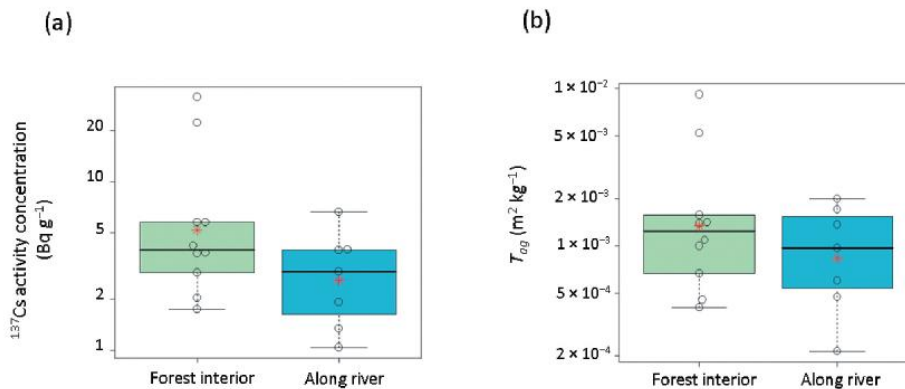 (a)
(b)
¹³⁷Cs activity concentration
(Bq g⁻¹)
20
10
5
2
1
Forest interior
Along river
T_ag (m² kg⁻¹)
1 × 10⁻²
5 × 10⁻³
2 × 10⁻³
1 × 10⁻³
5 × 10⁻⁴
2 × 10⁻⁴
Forest interior
Along river